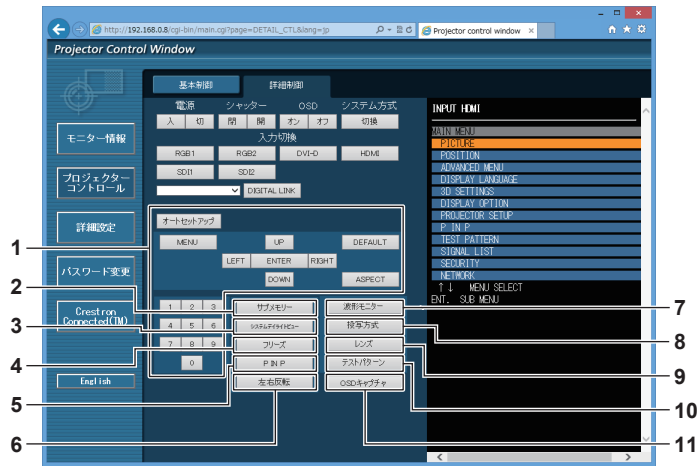 http://192.168.0.8/cgi-bin/main.cgi?page=DETAIL_CTL&lang=jp
Projector control window
Projector Control Window
基本制御 詳細制御
電源 シャッター OSD システム方式
入 切 閉 開 オン オフ 切換
入力切換
RGB1 RGB2 DVI-D HDMI
SDI1 SDI2
DIGITAL LINK
モニター情報
プロジェクター
コントロール
詳細設定
パスワード変更
Crestron
Connected(TM)
English
オートセットアップ
MENU UP DEFAULT
LEFT ENTER RIGHT
DOWN ASPECT
1 2 3
4 5 6
7 8 9
0
サブメモリー
システムデイライトビュー
フリーズ
P IN P
左右反転
波形モニター
投写方式
レンズ
テストパターン
OSDキャプチャ
INPUT HDMI
MAIN MENU
PICTURE
POSITION
ADVANCED MENU
DISPLAY LANGUAGE
3D SETTINGS
DISPLAY OPTION
PROJECTOR SETUP
P IN P
TEST PATTERN
SIGNAL LIST
SECURITY
NETWORK
↑↓ MENU SELECT
ENT. SUB MENU
1
2
3
4
5
6
7
8
9
10
11